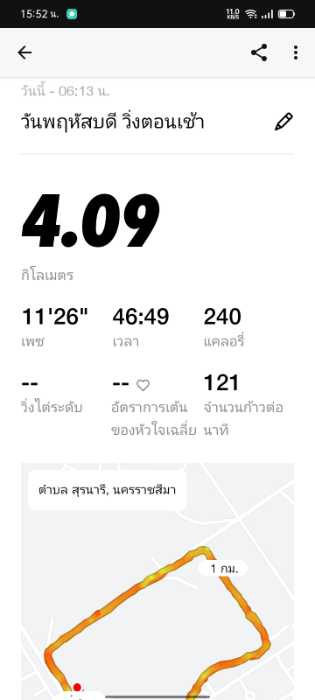 15:52 น. 11.0 KB/S
วันนี้ - 06:13 น.
วันพฤหัสบดี วิ่งตอนเช้า
4.09
กิโลเมตร
11'26" 46:49 240
เพซ เวลา แคลอรี่
-- -- 121
วิ่งไต่ระดับ อัตราการเต้น จำนวนก้าวต่อ
ของหัวใจเฉลี่ย นาที
ตำบล สุรนารี, นครราชสีมา
1 กม.